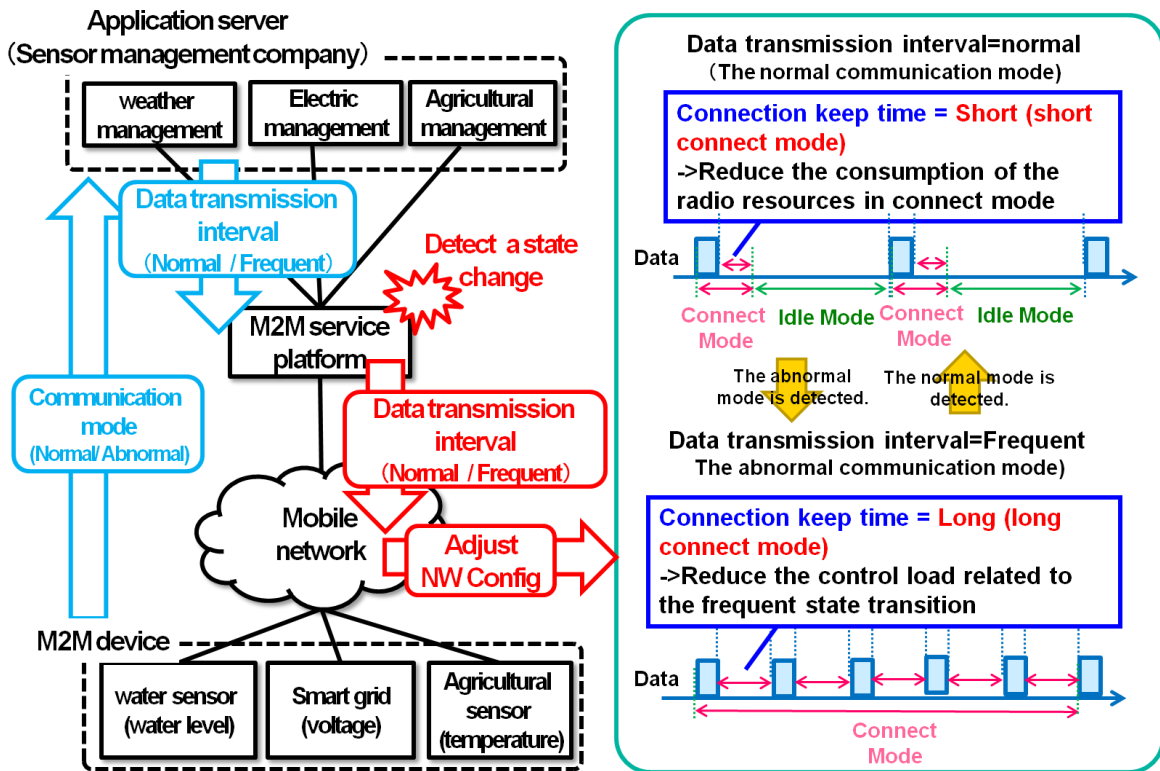 Application server
(Sensor management company)
weather
management
Electric
management
Agricultural
management
Data transmission
interval
(Normal / Frequent)
Detect a state
change
M2M service
platform
Communication
mode
(Normal/ Abnormal)
Data transmission
interval
(Normal / Frequent)
Mobile
network
Adjust
NW Config
M2M device
water sensor
(water level)
Smart grid
(voltage)
Agricultural
sensor
(temperature)
Data transmission interval=normal
(The normal communication mode)
Connection keep time = Short (short
connect mode)
->Reduce the consumption of the
radio resources in connect mode
Data
Connect
Mode
Idle Mode
Connect
Mode
Idle Mode
The abnormal
mode is detected.
The normal mode is
detected.
Data transmission interval=Frequent
The abnormal communication mode)
Connection keep time = Long (long
connect mode)
->Reduce the control load related to
the frequent state transition
Data
Connect
Mode